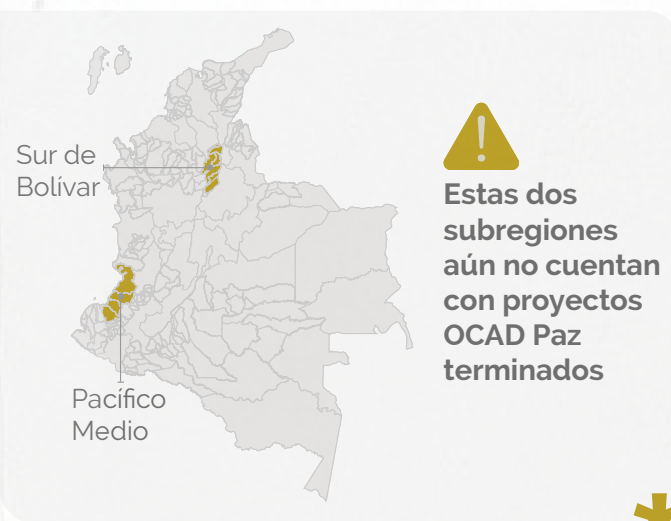 Sur de
Bolívar
Estas dos
subregiones
aún no cuentan
con proyectos
OCAD Paz
terminados
Pacífico
Medio